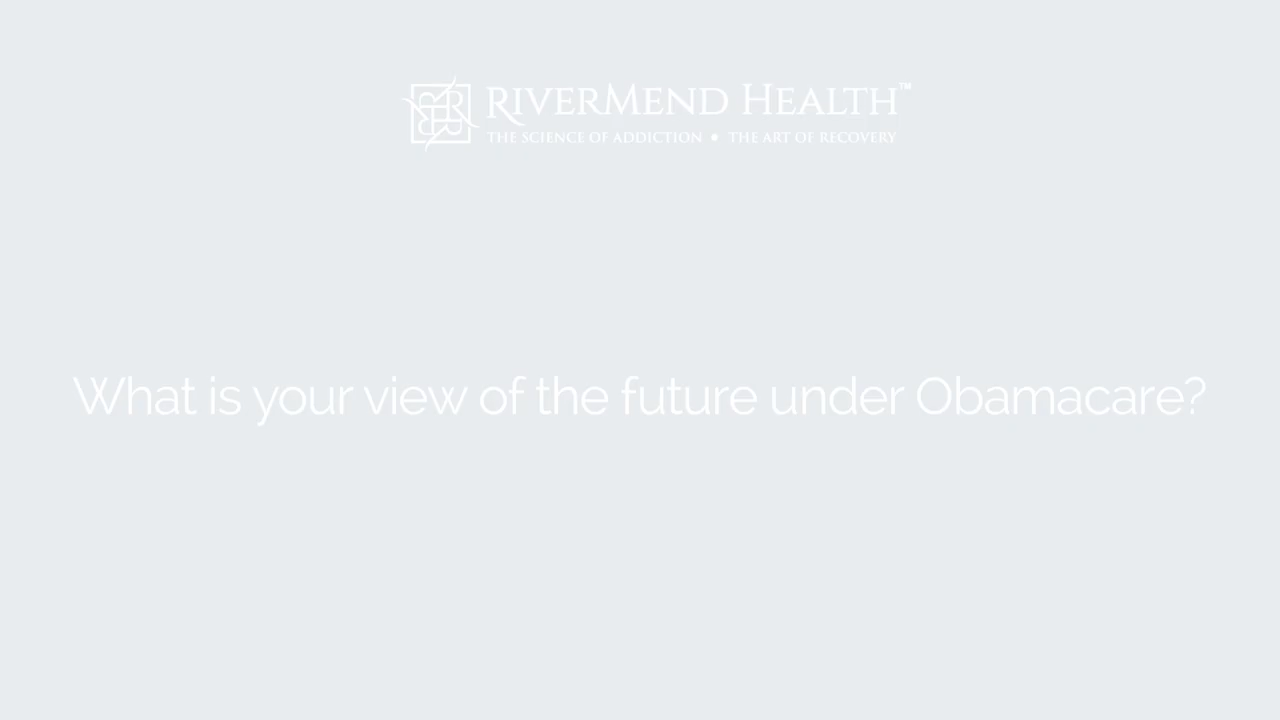 RIVERMEND HEALTH™
THE SCIENCE OF ADDICTION • THE ART OF RECOVERY
What is your view of the future under Obamacare?